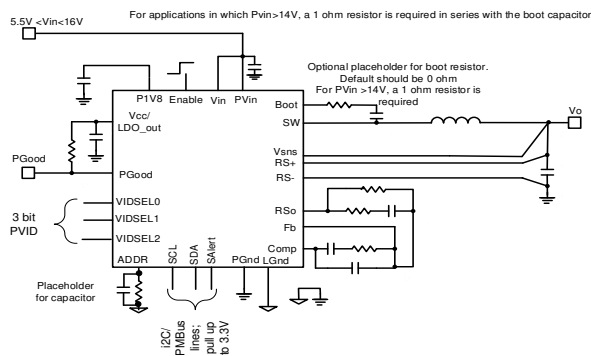 For applications in which Pvin>14V, a 1 ohm resistor is required in series with the boot capacitor
5.5V <Vin<16V
Optional placeholder for boot resistor.
Default should be 0 ohm
For PVin >14V, a 1 ohm resistor is
required
P1V8
Enable
Vin
PVin
Boot
SW
Vo
Vcc/
LDO_out
Vsns
RS+
RS-
PGood
PGood
VIDSEL0
VIDSEL1
VIDSEL2
3 bit
PVID
RSo
Fb
Comp
ADDR
SCL
SDA
SAlert
PGnd
LGnd
Placeholder
for capacitor
i2C/
PMBus
lines;
pull up
to 3.3V